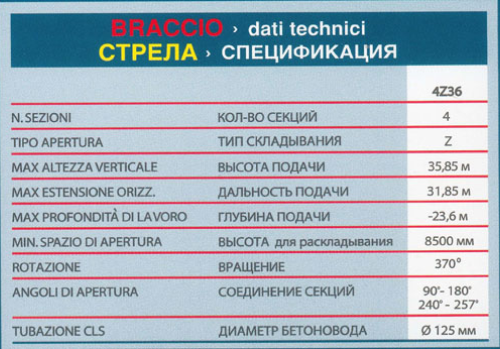 BRACCIO › dati technici
СТРЕЛА › СПЕЦИФИКАЦИЯ
4Z36
N. SEZIONI КОЛ-ВО СЕКЦИЙ 4
TIPO APERTURA ТИП СКЛАДЫВАНИЯ Z
MAX ALTEZZA VERTICALE ВЫСОТА ПОДАЧИ 35,85 м
MAX ESTENSIONE ORIZZ. ДАЛЬНОСТЬ ПОДАЧИ 31,85 м
MAX PROFONDITÀ DI LAVORO ГЛУБИНА ПОДАЧИ -23,6 м
MIN. SPAZIO DI APERTURA ВЫСОТА для раскладывания 8500 мм
ROTAZIONE ВРАЩЕНИЕ 370°
ANGOLI DI APERTURA СОЕДИНЕНИЕ СЕКЦИЙ 90°- 180°
240° - 257°
TUBAZIONE CLS ДИАМЕТР БЕТОНОВОДА Ø 125 мм